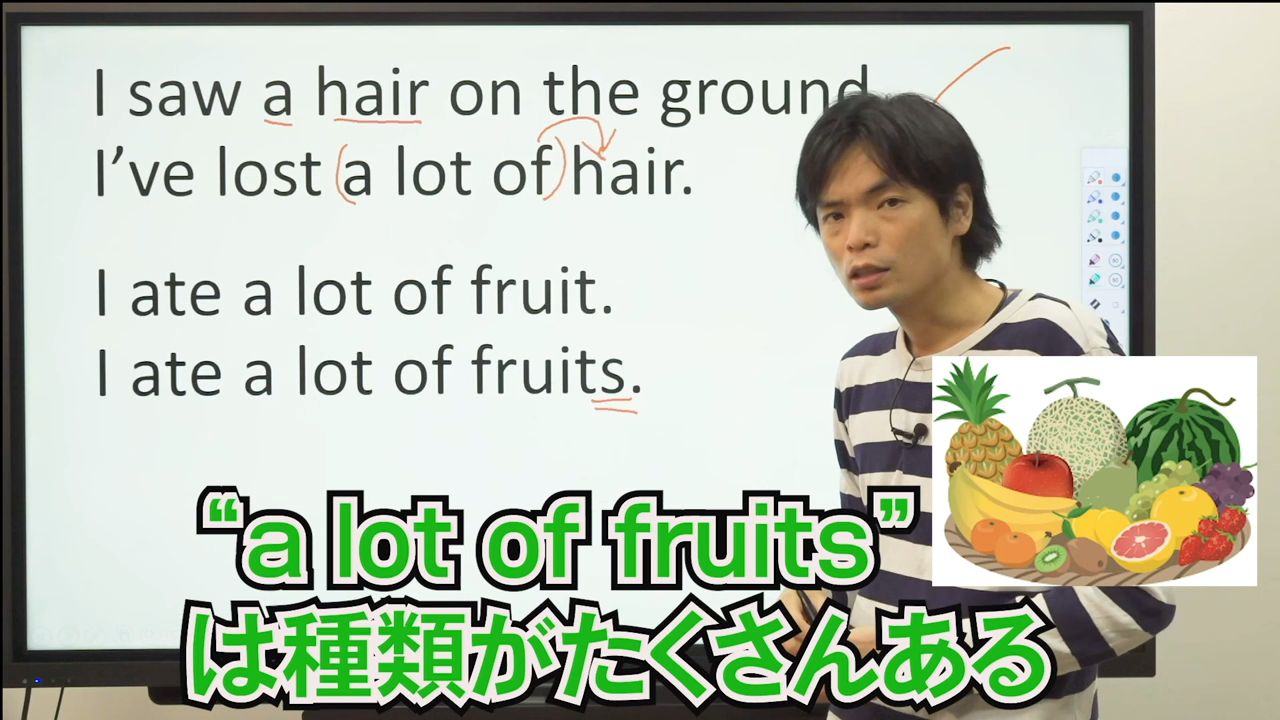 I saw a hair on the ground
I've lost (a lot of) hair.
I ate a lot of fruit.
I ate a lot of fruits.
“a lot of fruits”
は種類がたくさんある